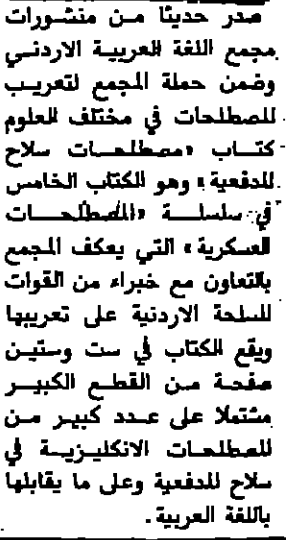 صدر حديثا من منشورات
مجمع اللغة العربية الاردني
وضمن حملة المجمع لتعريب
المصطلحات في مختلف العلوم
كتاب «مصطلحات سلاح
المدفعية» وهو الكتاب الخامس
في سلسلة «المصطلحات
العسكرية» التي يعكف المجمع
بالتعاون مع خبراء من القوات
المسلحة الاردنية على تعريبها
ويقع الكتاب في ست وستين
صفحة من القطع الكبير
مشتملا على عدد كبير من
المصطلحات الانكليزية في
سلاح المدفعية وعلى ما يقابلها
باللغة العربية.